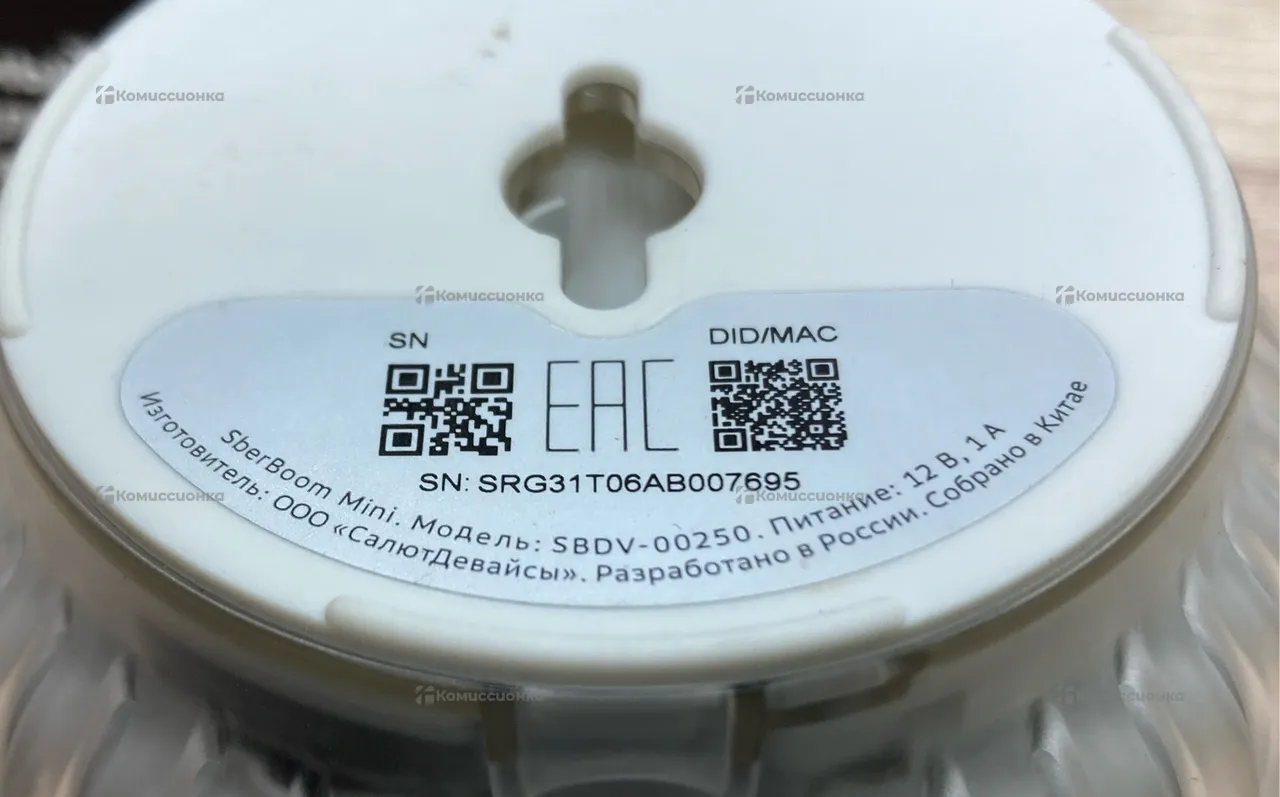 Комиссионка
Комиссионка
Комиссионка
Комиссионка
SN
DID/MAC
EAC
SN: SRG31T06AB007695
Комиссионка
Комиссионка
SberBoom Mini. Модель: SBDV-00250. Питание: 12 В, 1 А
Изготовитель: ООО «СалютДевайсы». Разработано в России. Собрано в Китае
Комиссионка
Комиссионка